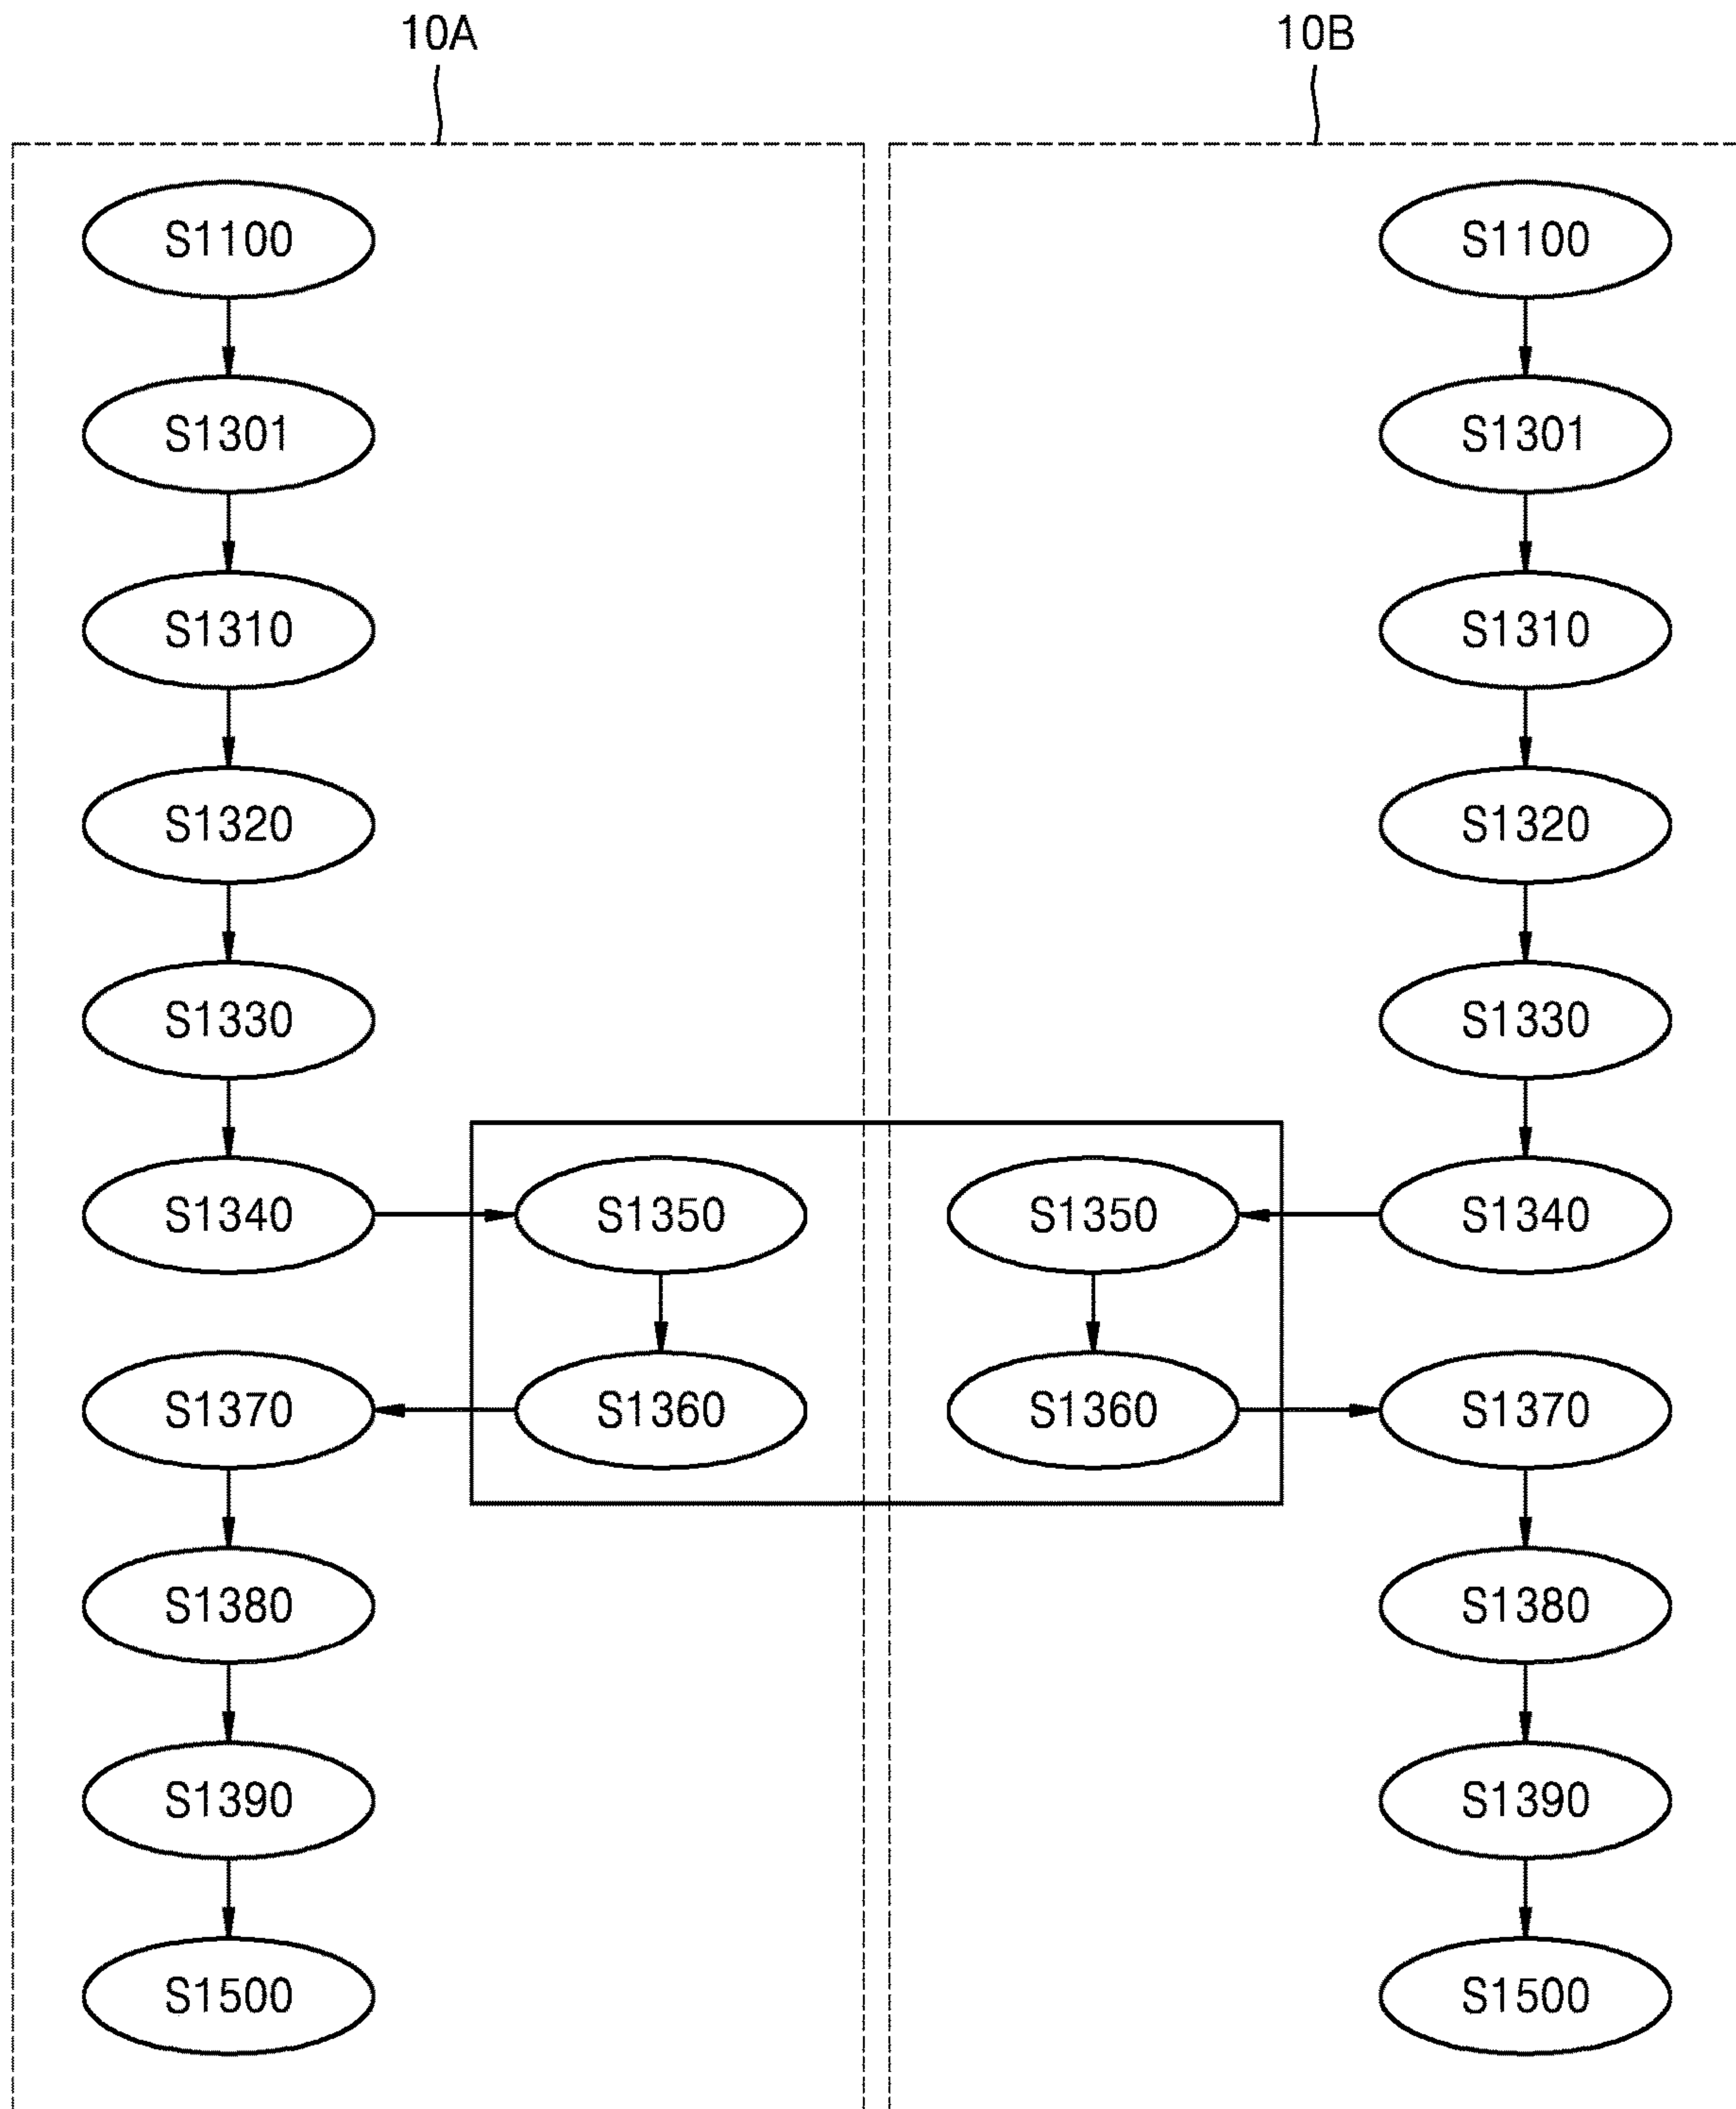 10A 10B
S1100 S1100
S1301 S1301
S1310 S1310
S1320 S1320
S1330 S1330
S1340 S1350 S1350 S1340
S1370 S1360 S1360 S1370
S1380 S1380
S1390 S1390
S1500 S1500